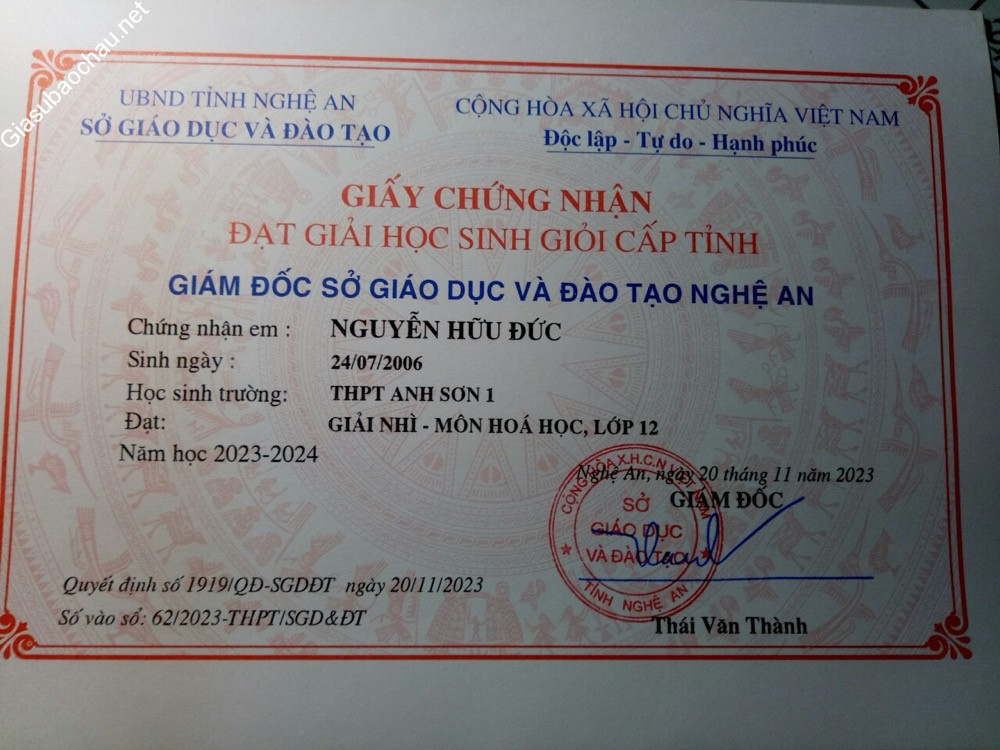 Giasubaochau.net
UBND TỈNH NGHỆ AN
SỞ GIÁO DỤC VÀ ĐÀO TẠO
CỘNG HÒA XÃ HỘI CHỦ NGHĨA VIỆT NAM
Độc lập - Tự do - Hạnh phúc
GIẤY CHỨNG NHẬN
ĐẠT GIẢI HỌC SINH GIỎI CẤP TỈNH
GIÁM ĐỐC SỞ GIÁO DỤC VÀ ĐÀO TẠO NGHỆ AN
Chứng nhận em : NGUYỄN HỮU ĐỨC
Sinh ngày : 24/07/2006
Học sinh trường: THPT ANH SƠN 1
Đạt: GIẢI NHÌ - MÔN HOÁ HỌC, LỚP 12
Năm học 2023-2024
Nghệ An, ngày 20 tháng 11 năm 2023
GIÁM ĐỐC
CỘNG HÒA X.H.C.N VIỆT NAM
SỞ
GIÁO DỤC
VÀ ĐÀO TẠO
TỈNH NGHỆ AN
Quyết định số 1919/QĐ-SGDĐT ngày 20/11/2023
Số vào sổ: 62/2023-THPT/SGD&ĐT
Thái Văn Thành